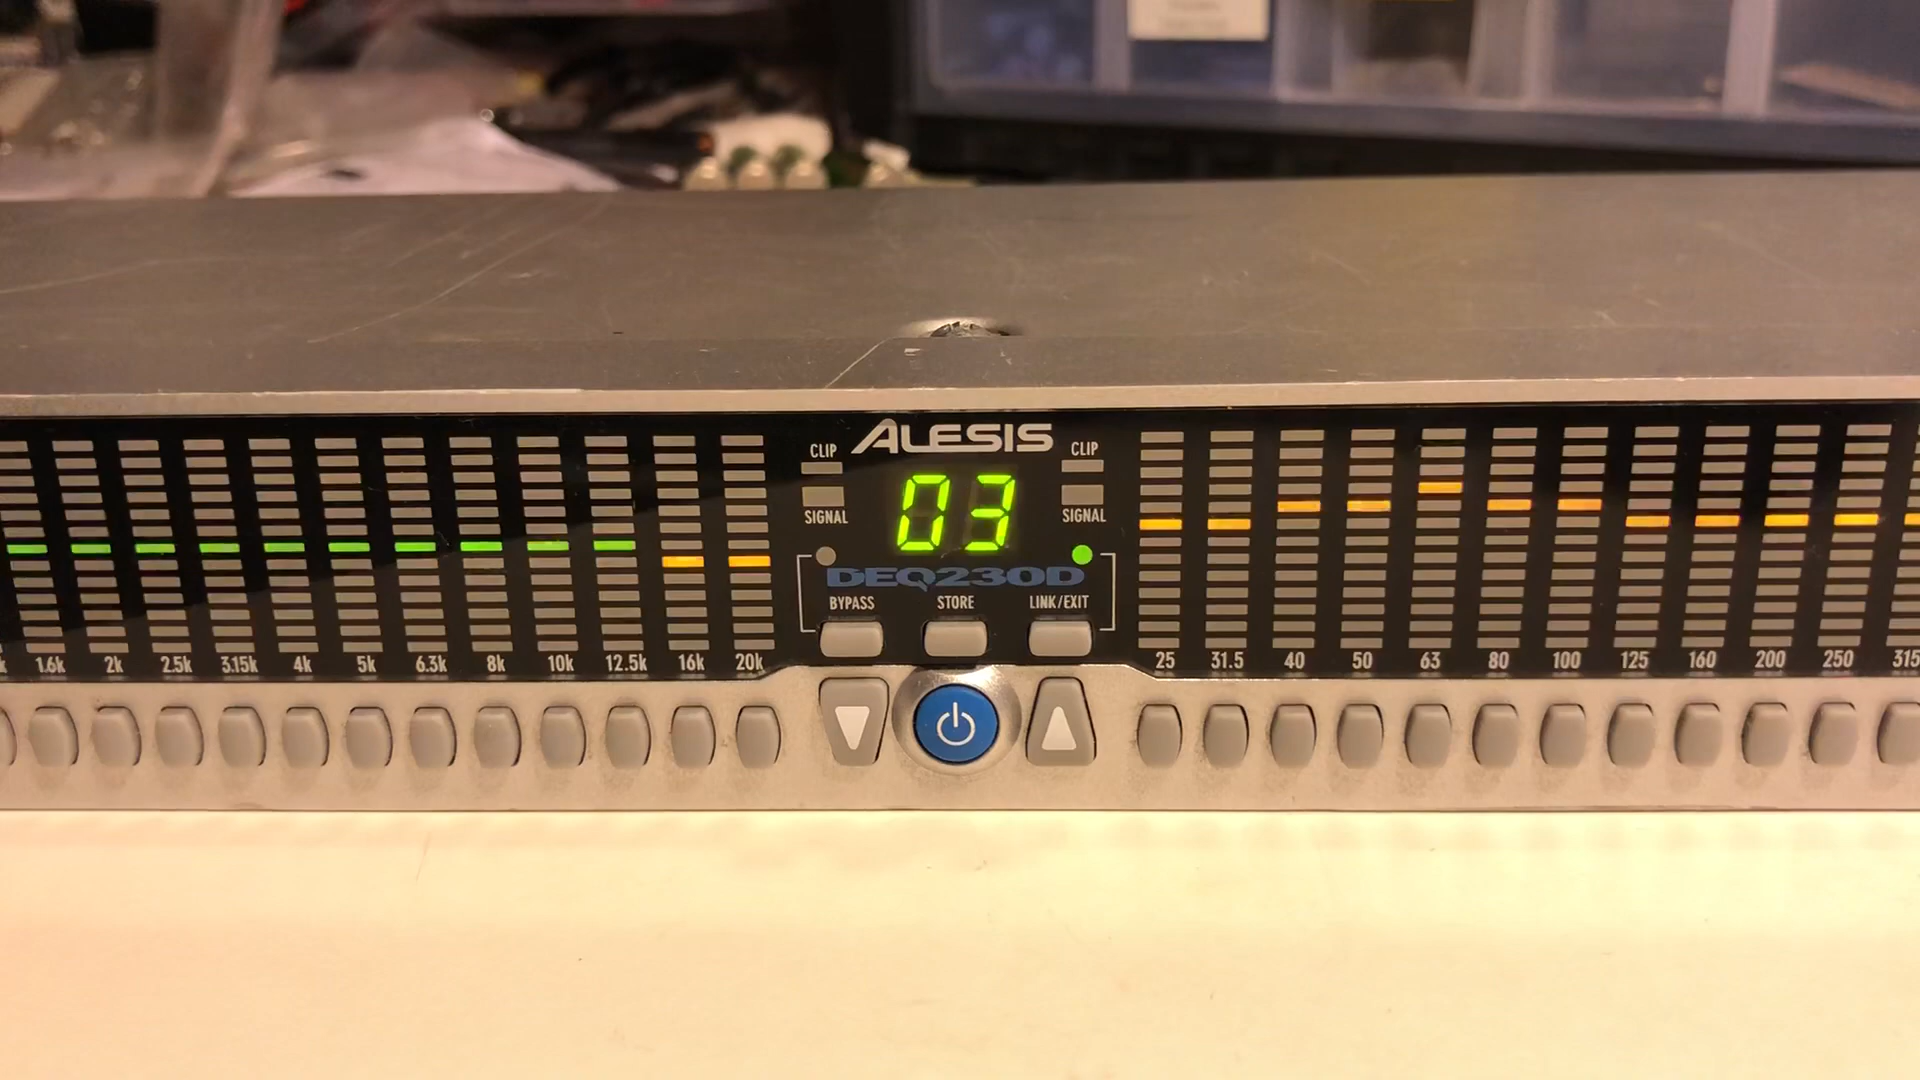 ALESIS
CLIP CLIP
03
SIGNAL SIGNAL
DEQ230D
BYPASS STORE LINK/EXIT
k 1.6k 2k 2.5k 3.15k 4k 5k 6.3k 8k 10k 12.5k 16k 20k
25 31.5 40 50 63 80 100 125 160 200 250 315